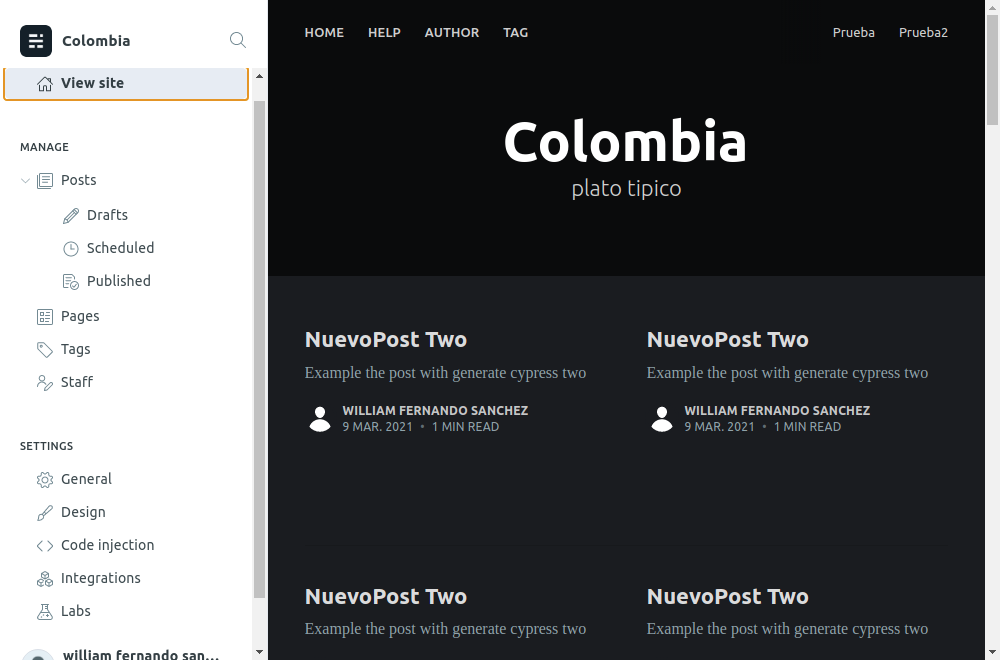 Colombia
View site
MANAGE
Posts
Drafts
Scheduled
Published
Pages
Tags
Staff
SETTINGS
General
Design
Code injection
Integrations
Labs
william fernando san...
HOME HELP AUTHOR TAG Prueba Prueba2
Colombia
plato tipico
NuevoPost Two
Example the post with generate cypress two
WILLIAM FERNANDO SANCHEZ
9 MAR. 2021 • 1 MIN READ
NuevoPost Two
Example the post with generate cypress two
WILLIAM FERNANDO SANCHEZ
9 MAR. 2021 • 1 MIN READ
NuevoPost Two
Example the post with generate cypress two
NuevoPost Two
Example the post with generate cypress two